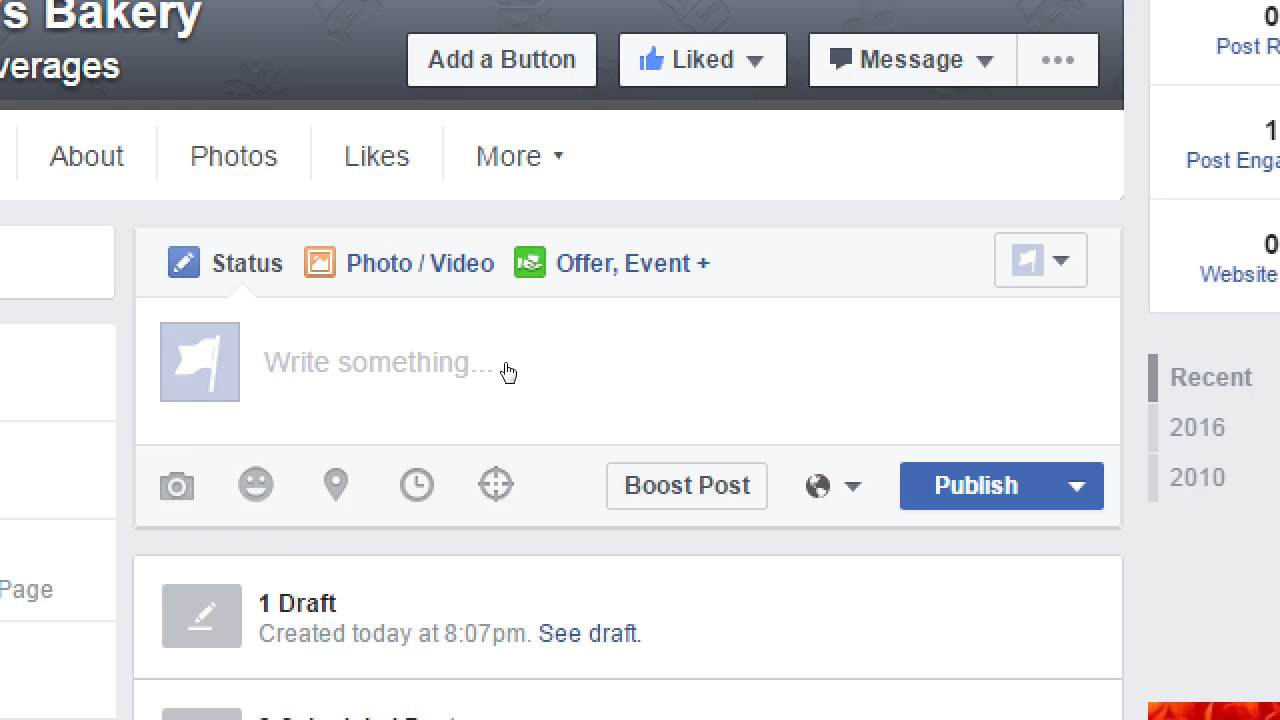 's Bakery
verages
Add a Button
Liked
Message
About
Photos
Likes
More
Status
Photo / Video
Offer, Event +
Write something...
Boost Post
Publish
1 Draft
Created today at 8:07pm. See draft.
Page
0
Post R
1
Post Enga
0
Website
Recent
2016
2010